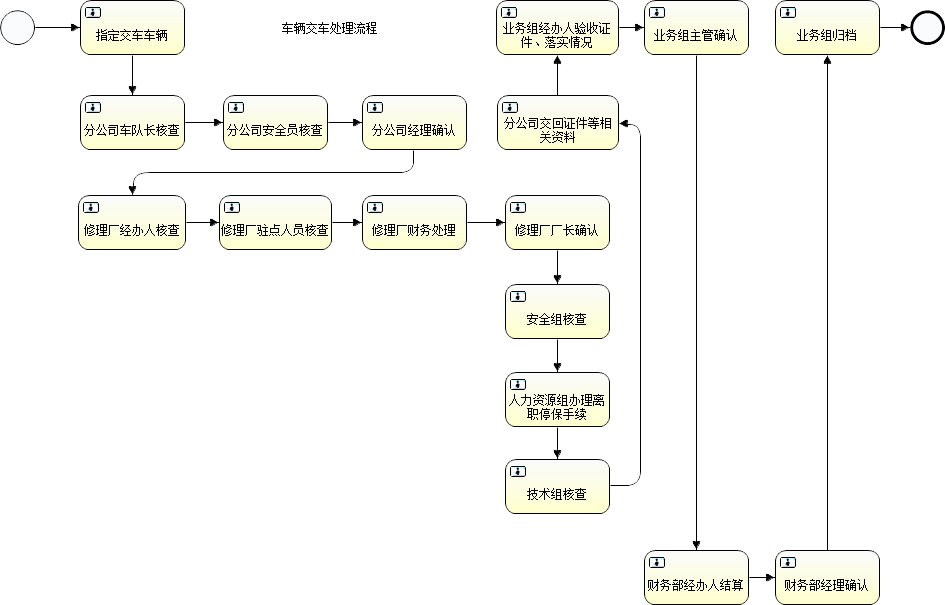 指定交车车辆
车辆交车处理流程
业务组经办人验收证
件、落实情况
业务组主管确认
业务组归档
分公司车队长核查
分公司安全员核查
分公司经理确认
分公司交回证件等相
关资料
修理厂经办人核查
修理厂驻点人员核查
修理厂财务处理
修理厂厂长确认
安全组核查
人力资源组办理离
职停保手续
技术组核查
财务部经办人结算
财务部经理确认